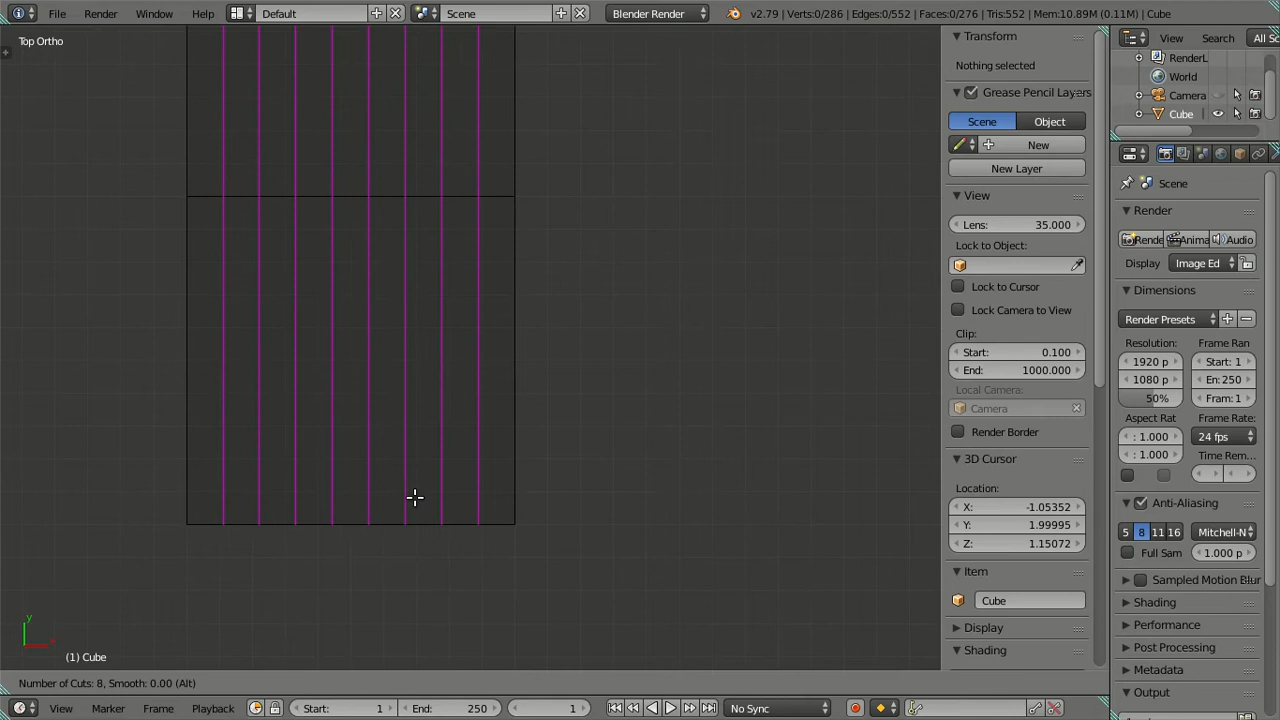 File Render Window Help Default Scene Blender Render v2.79 | Verts:0/286 | Edges:0/552 | Faces:0/276 | Tris:552 | Mem:10.89M (0.11M) | Cube
Top Ortho
(1) Cube
Number of Cuts: 8, Smooth: 0.00 (Alt)
Transform
Nothing selected
Grease Pencil Layers
Scene Object
New
New Layer
View
Lens: 35.000
Lock to Object:
Lock to Cursor
Lock Camera to View
Clip:
Start: 0.100
End: 1000.000
Local Camera:
Camera
Render Border
3D Cursor
Location:
X: -1.05352
Y: 1.99995
Z: 1.15072
Item
Cube
Display
Shading
View Search All Sc
RenderL
World
Camera
Cube
Scene
Render
Rende Anima Audio
Display Image Ed
Dimensions
Render Presets
Resolution: Frame Ran
1920 p Start: 1
1080 p En: 250
50% Fram: 1
Aspect Rat Frame Rate:
: 1.000 24 fps
: 1.000 Time Rem...
Anti-Aliasing
5 8 11 16 Mitchell-N
Full Sam 1.000 p
Sampled Motion Blur
Shading
Performance
Post Processing
Metadata
Output
View Marker Frame Playback Start: 1 End: 250 1 No Sync
y
x